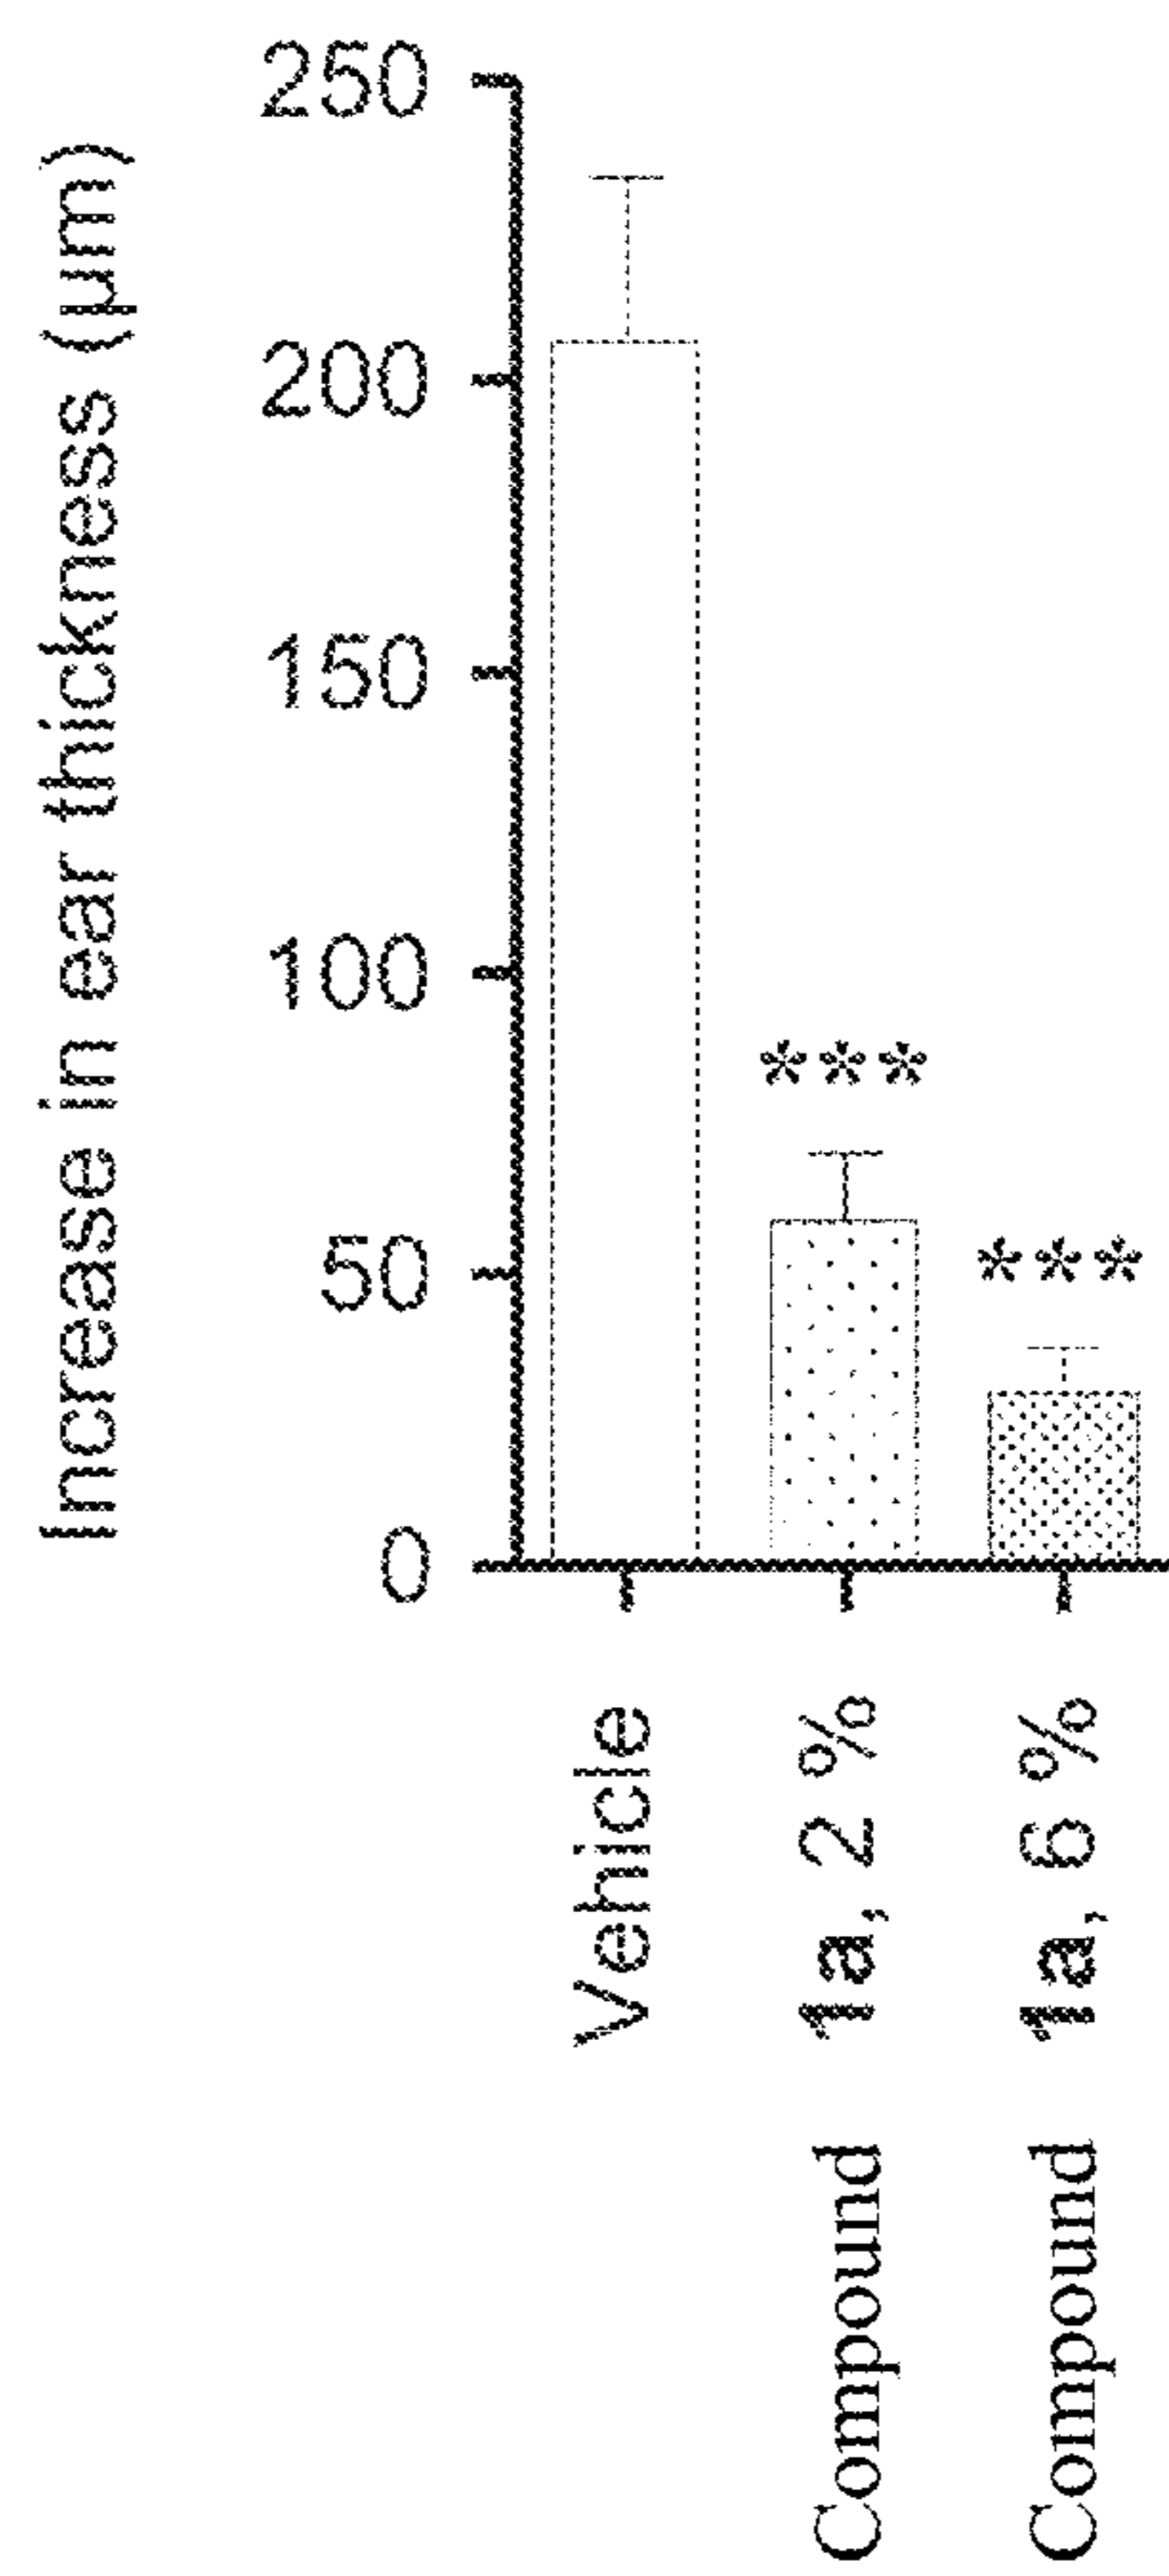 Increase in ear thickness (µm)
250
200
150
100
50
0
***
***
Vehicle
Compound 1a, 2 %
Compound 1a, 6 %